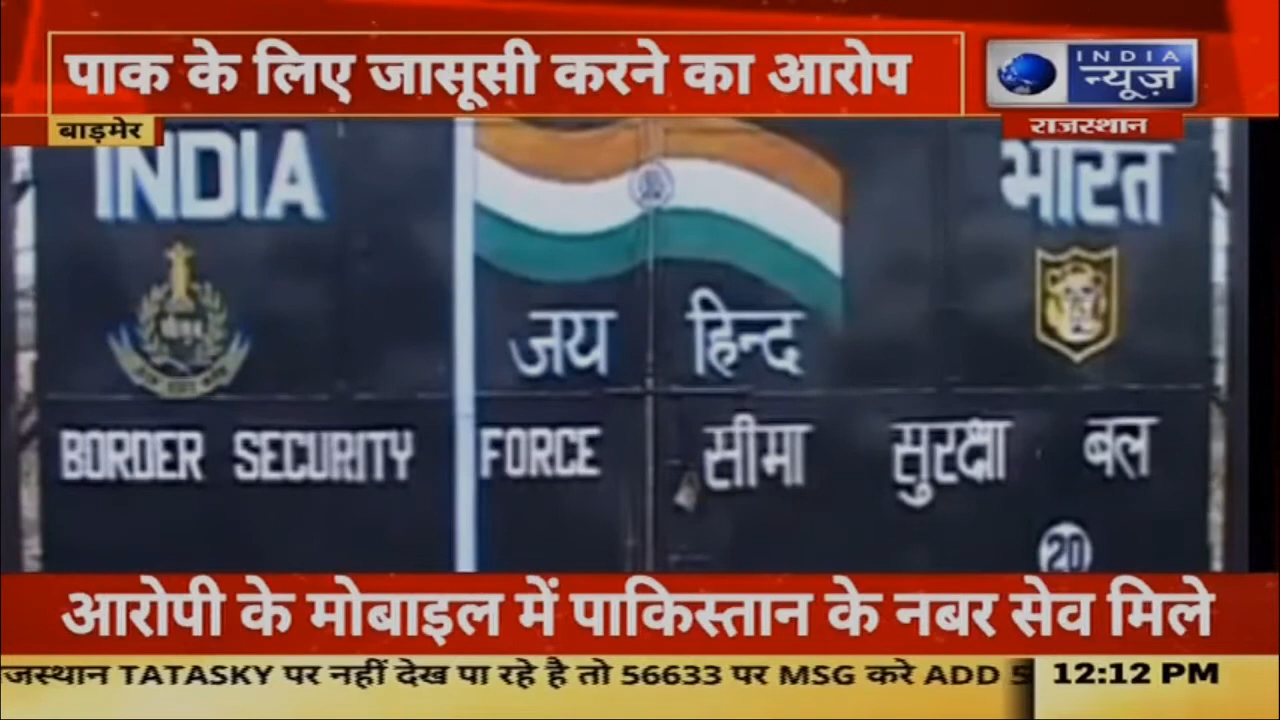 पाक के लिए जासूसी करने का आरोप
INDIA
न्यूज़
राजस्थान
बाड़मेर
INDIA
भारत
जय हिन्द
BORDER SECURITY FORCE सीमा सुरक्षा बल
20
आरोपी के मोबाइल में पाकिस्तान के नबर सेव मिले
जस्थान TATASKY पर नहीं देख पा रहे है तो 56633 पर MSG करे ADD 5
12:12 PM